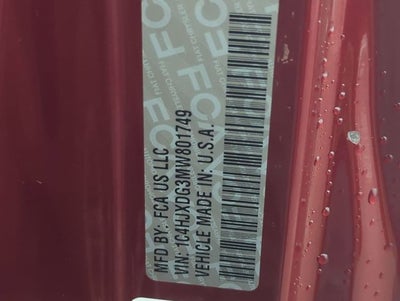 MFD BY: FCA US LLC
VIN: 1C4HJXDG3MW801749
VEHICLE MADE IN: U.S.A.